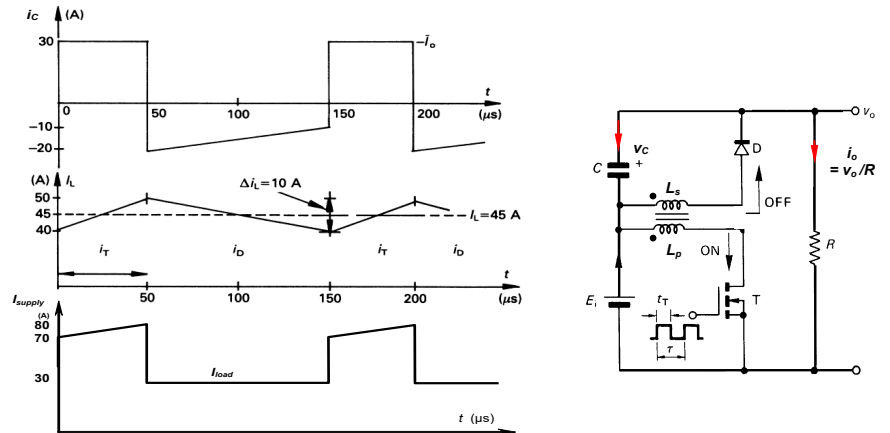 i_C (A)
30
-Ī_o
0
50
100
150
200
t
(μs)
-10
-20
(A) I_L
50
45
40
Δi_L=10 A
I_L=45 A
i_T
i_D
i_T
i_D
t
50
100
150
200
(μs)
I_supply
(A)
80
70
30
I_load
t (μs)
v_o
v_C
+
C
D
i_o
= v_o/R
L_s
OFF
L_p
ON
R
E_i
t_T
T
τ